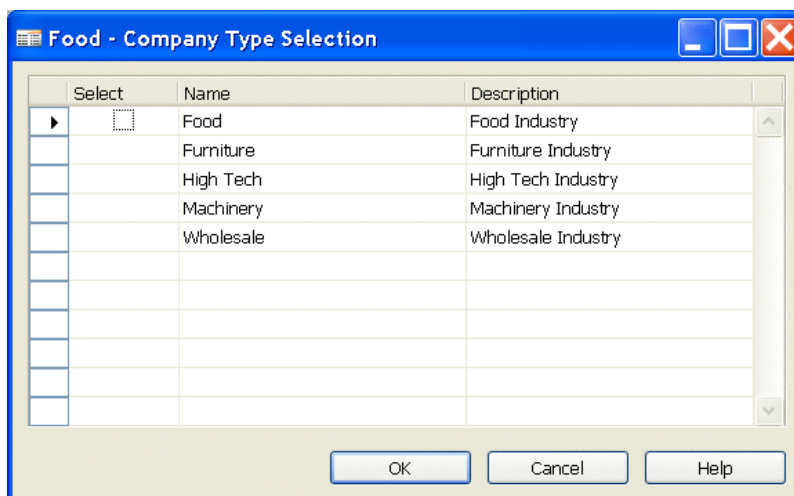 Food - Company Type Selection
Select Name Description
Food Food Industry
Furniture Furniture Industry
High Tech High Tech Industry
Machinery Machinery Industry
Wholesale Wholesale Industry
OK Cancel Help